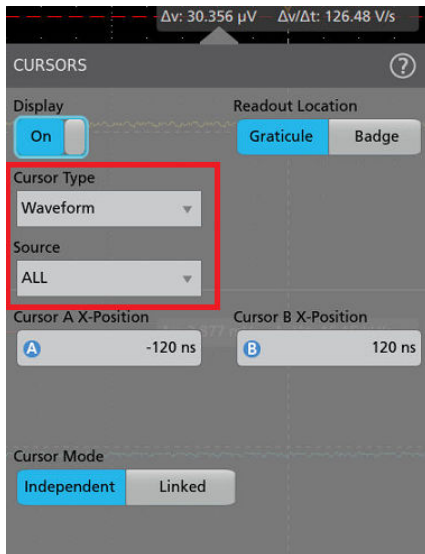 Δv: 30.356 µV Δv/Δt: 126.48 V/s
CURSORS ?
Display Readout Location
On Graticule Badge
Cursor Type
Waveform
Source
ALL
Cursor A X-Position Cursor B X-Position
A -120 ns B 120 ns
Cursor Mode
Independent Linked